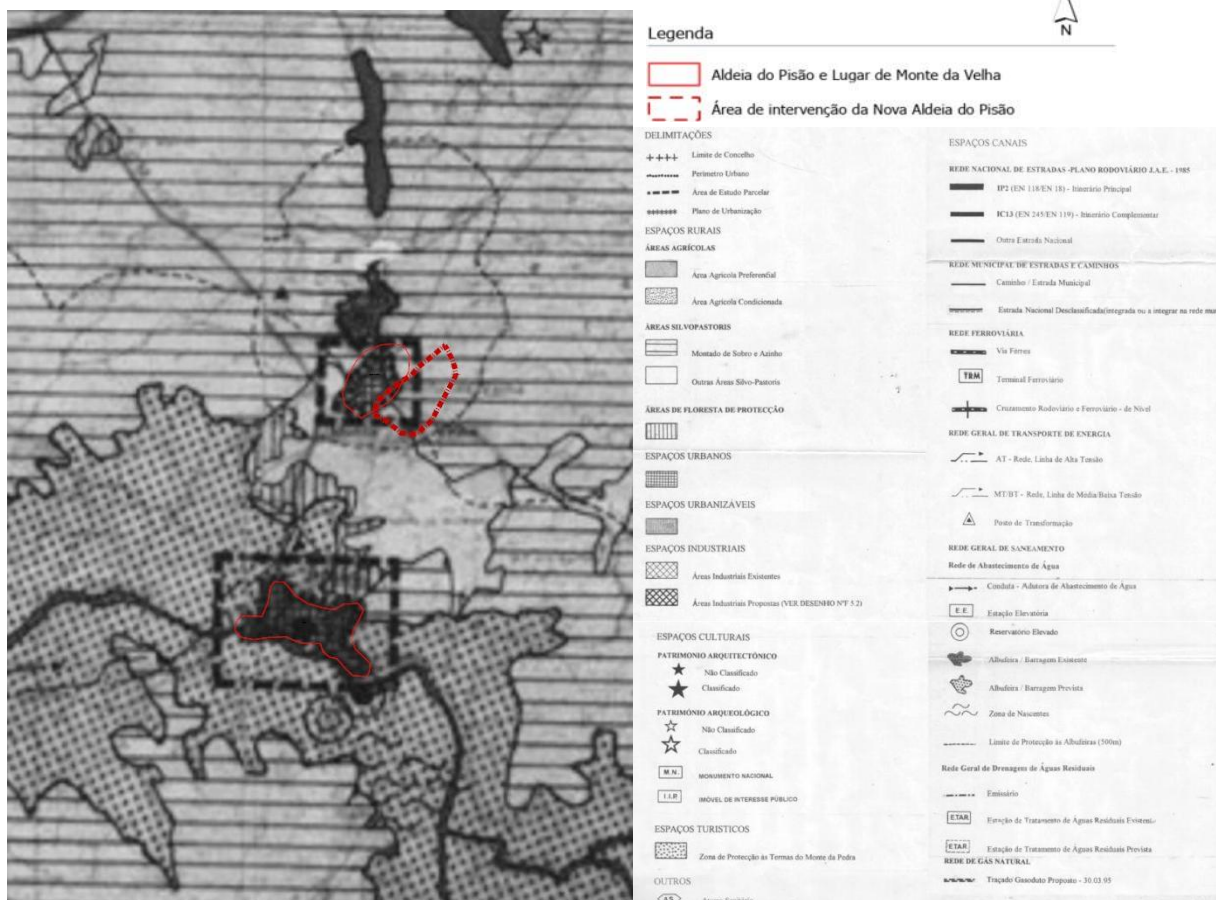 N
Legenda
Aldeia do Pisão e Lugar de Monte da Velha
Área de intervenção da Nova Aldeia do Pisão
DELIMITAÇÕES
Limite de Concelho
Perimetro Urbano
Área de Estudo Parcelar
Plano de Urbanização
ESPAÇOS RURAIS
ÁREAS AGRÍCOLAS
Área Agricola Preferencial
Área Agricola Condicionada
ÁREAS SILVOPASTORIS
Montado de Sobro e Azinho
Outras Áreas Silvo-Pastoris
ÁREAS DE FLORESTA DE PROTECÇÃO
ESPAÇOS URBANOS
ESPAÇOS URBANIZÁVEIS
ESPAÇOS INDUSTRIAIS
Áreas Industriais Existentes
Áreas Industriais Propostas (VER DESENHO NºF 5.2)
ESPAÇOS CULTURAIS
PATRIMONIO ARQUITECTÓNICO
Não Classificado
Classificado
PATRIMÓNIO ARQUEOLÓGICO
Não Classificado
Classificado
M.N. MONUMENTO NACIONAL
I.I.P. IMÓVEL DE INTERESSE PÚBLICO
ESPAÇOS TURISTICOS
Zona de Protecção às Termas do Monte da Pedra
OUTROS
ESPAÇOS CANAIS
REDE NACIONAL DE ESTRADAS -PLANO RODOVIÁRIO J.A.E. - 1985
IP2 (EN 118/EN 18) - Itinerário Principal
IC13 (EN 245/EN 119) - Itinerário Complementar
Outra Estrada Nacional
REDE MUNICIPAL DE ESTRADAS E CAMINHOS
Caminho / Estrada Municipal
Estrada Nacional Desclassificada(integrada ou a integrar na rede mu
REDE FERROVIÁRIA
Via Férrea
TRM Terminal Ferroviário
Cruzamento Rodoviário e Ferroviário - de Nível
REDE GERAL DE TRANSPORTE DE ENERGIA
AT - Rede, Linha de Alta Tensão
MT/BT - Rede, Linha de Média/Baixa Tensão
Posto de Transformação
REDE GERAL DE SANEAMENTO
Rede de Abastecimento de Água
Conduta - Adutora de Abastecimento de Água
E.E. Estação Elevatória
Reservatório Elevado
Albufeira / Barragem Existente
Albufeira / Barragem Prevista
Zona de Nascentes
Limite de Protecção às Albufeiras (500m)
Rede Geral de Drenagem de Águas Residuais
Emissário
ETAR Estação de Tratamento de Águas Residuais Existent
ETAR Estação de Tratamento de Águas Residuais Prevista
REDE DE GÁS NATURAL
Traçado Gasoduto Proposto - 30.03.95